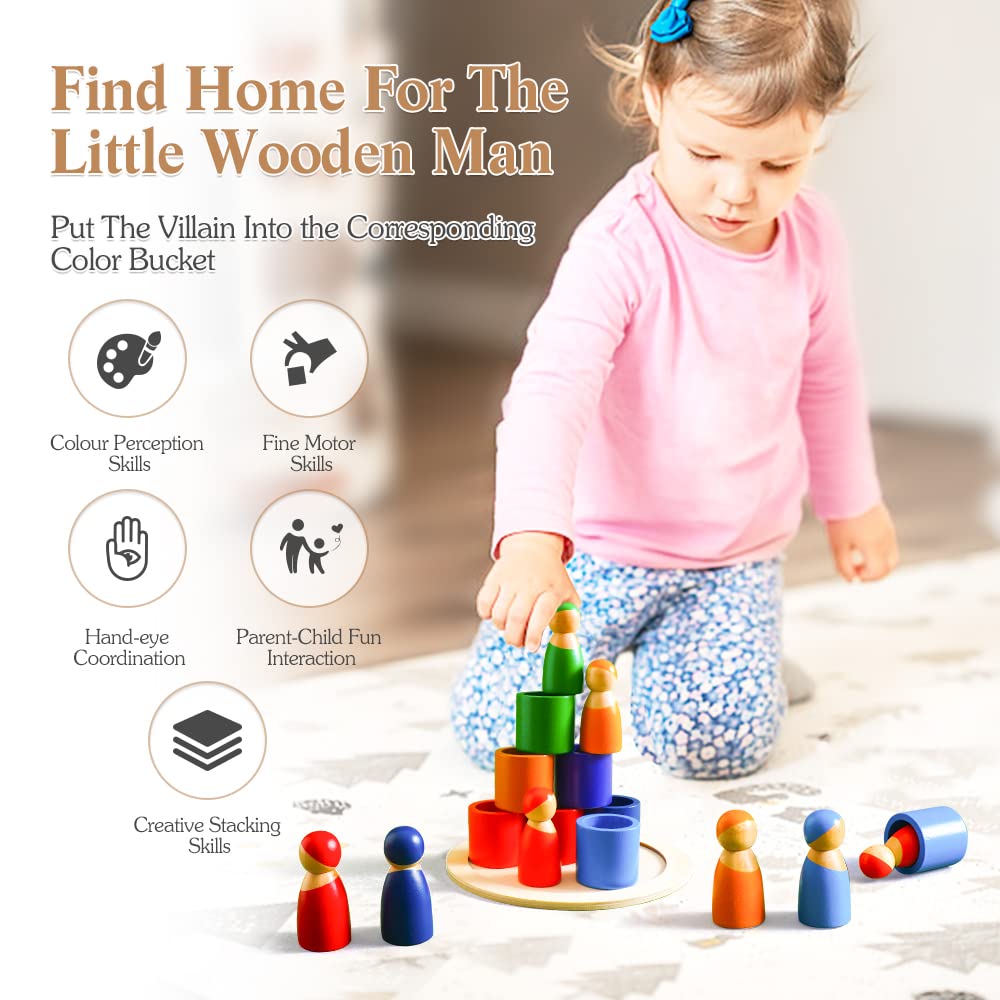 Find Home For The
Little Wooden Man
Put The Villain Into the Corresponding
Color Bucket
Colour Perception
Skills
Fine Motor
Skills
Hand-eye
Coordination
Parent-Child Fun
Interaction
Creative Stacking
Skills